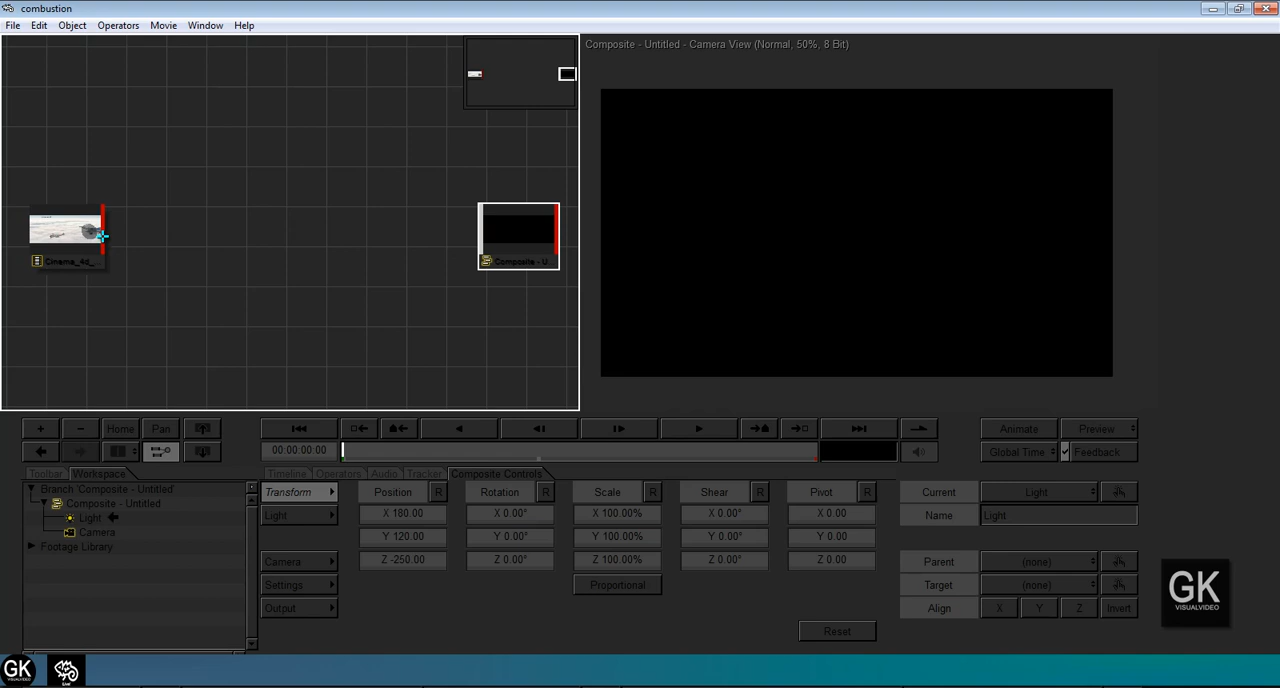 combustion
File Edit Object Operators Movie Window Help
Composite - Untitled - Camera View (Normal, 50%, 8 Bit)
Cinema_4d_...
Composite - U...
+ - Home Pan
Animate Preview
00:00:00:00
Global Time Feedback
Toolbar Workspace
Timeline Operators Audio Tracker Composite Controls
Branch 'Composite - Untitled'
Composite - Untitled
Light
Camera
Footage Library
Transform Position R Rotation R Scale R Shear R Pivot R
Light X 180.00 X 0.00° X 100.00% X 0.00° X 0.00
Y 120.00 Y 0.00° Y 100.00% Y 0.00° Y 0.00
Camera Z -250.00 Z 0.00° Z 100.00% Z 0.00° Z 0.00
Settings Proportional
Output
Reset
Current Light
Name Light
Parent (none)
Target (none)
Align X Y Z Invert
GK
VISUALVIDEO
GK
VISUALVIDEO